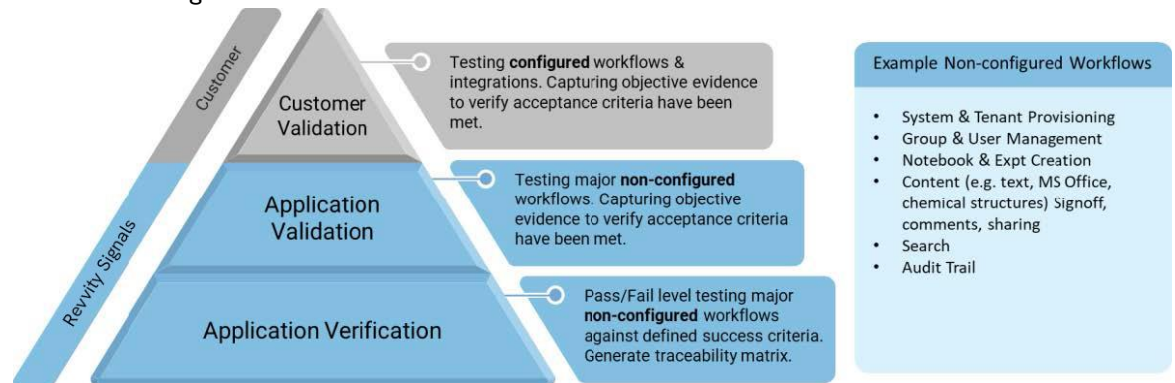 Customer
Revvity Signals
Customer
Validation
Application
Validation
Application Verification
Testing configured workflows &
integrations. Capturing objective evidence
to verify acceptance criteria have been
met.
Testing major non-configured
workflows. Capturing objective
evidence to verify acceptance criteria
have been met.
Pass/Fail level testing major
non-configured workflows
against defined success criteria.
Generate traceability matrix.
Example Non-configured Workflows
• System & Tenant Provisioning
• Group & User Management
• Notebook & Expt Creation
• Content (e.g. text, MS Office,
chemical structures) Signoff,
comments, sharing
• Search
• Audit Trail